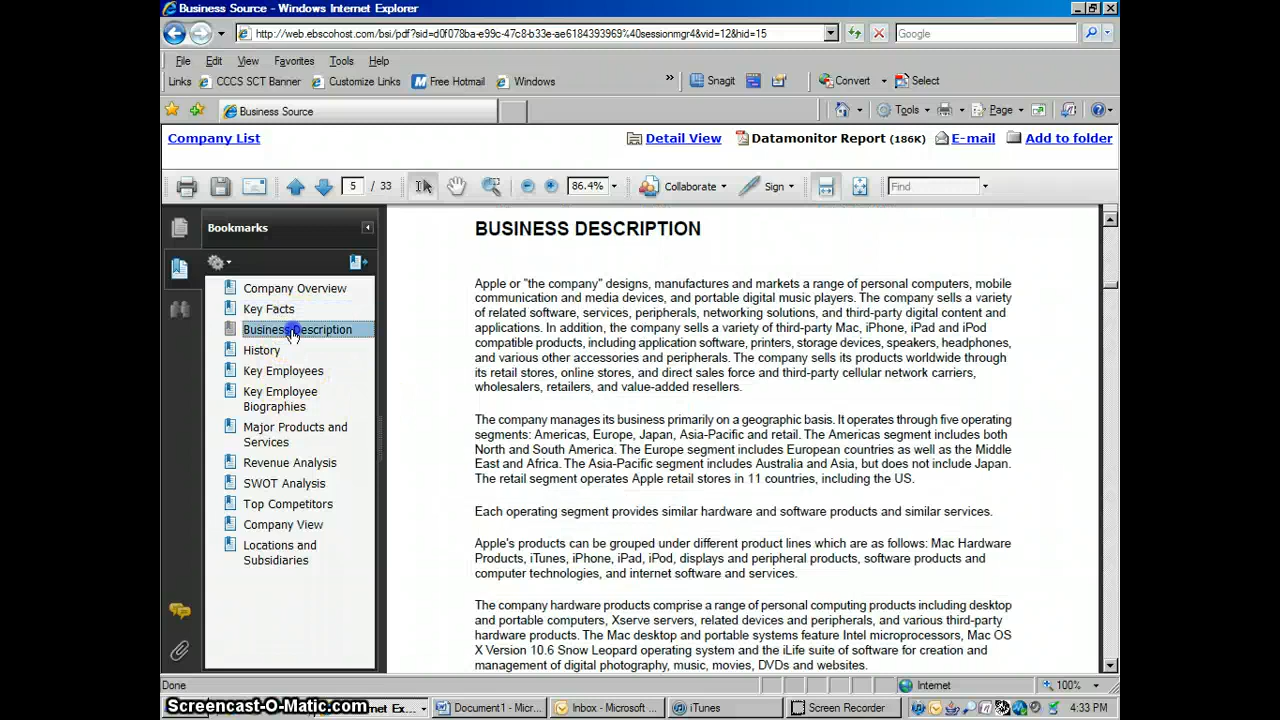 Business Source - Windows Internet Explorer
http://web.ebscohost.com/bsi/pdf?sid=d0f078ba-e99c-47c8-b33e-ae6184393969%40sessionmgr4&vid=12&hid=15
Google
File Edit View Favorites Tools Help
Links CCCS SCT Banner Customize Links Free Hotmail Windows » Snagit Convert Select
Business Source Tools Page
Company List Detail View Datamonitor Report (186K) E-mail Add to folder
5 / 33 86.4% Collaborate Sign Find
Bookmarks
Company Overview
Key Facts
Business Description
History
Key Employees
Key Employee
Biographies
Major Products and
Services
Revenue Analysis
SWOT Analysis
Top Competitors
Company View
Locations and
Subsidiaries
BUSINESS DESCRIPTION
Apple or "the company" designs, manufactures and markets a range of personal computers, mobile
communication and media devices, and portable digital music players. The company sells a variety
of related software, services, peripherals, networking solutions, and third-party digital content and
applications. In addition, the company sells a variety of third-party Mac, iPhone, iPad and iPod
compatible products, including application software, printers, storage devices, speakers, headphones,
and various other accessories and peripherals. The company sells its products worldwide through
its retail stores, online stores, and direct sales force and third-party cellular network carriers,
wholesalers, retailers, and value-added resellers.
The company manages its business primarily on a geographic basis. It operates through five operating
segments: Americas, Europe, Japan, Asia-Pacific and retail. The Americas segment includes both
North and South America. The Europe segment includes European countries as well as the Middle
East and Africa. The Asia-Pacific segment includes Australia and Asia, but does not include Japan.
The retail segment operates Apple retail stores in 11 countries, including the US.
Each operating segment provides similar hardware and software products and similar services.
Apple's products can be grouped under different product lines which are as follows: Mac Hardware
Products, iTunes, iPhone, iPad, iPod, displays and peripheral products, software products and
computer technologies, and internet software and services.
The company hardware products comprise a range of personal computing products including desktop
and portable computers, Xserve servers, related devices and peripherals, and various third-party
hardware products. The Mac desktop and portable systems feature Intel microprocessors, Mac OS
X Version 10.6 Snow Leopard operating system and the iLife suite of software for creation and
management of digital photography, music, movies, DVDs and websites.
Done Internet 100%
Screencast-O-Matic.com Internet Ex... Document1 - Mic... Inbox - Microsoft ... iTunes Screen Recorder 4:33 PM